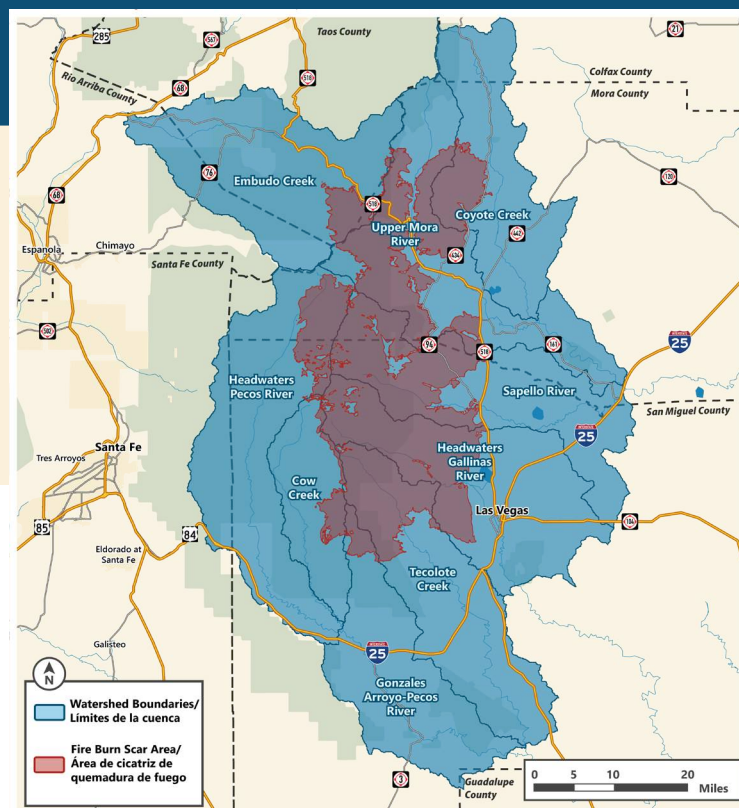 285
567
Taos County
21
518
Rio Arriba County
68
Colfax County
Mora County
76
Embudo Creek
120
68
518
Coyote Creek
Upper Mora
River
442
Espanola
Chimayo
434
Santa Fe County
502
94
518
161
25
Headwaters
Pecos River
Sapello River
San Miguel County
Santa Fe
25
Tres Arroyos
Headwaters
Gallinas
River
Cow
Creek
Las Vegas
85
84
104
Eldorado at
Santa Fe
Tecolote
Creek
Galisteo
25
N
Gonzales
Arroyo-Pecos
River
Watershed Boundaries/
Límites de la cuenca
Fire Burn Scar Area/
Área de cicatriz de
quemadura de fuego
3
Guadalupe
County
0 5 10 20
Miles